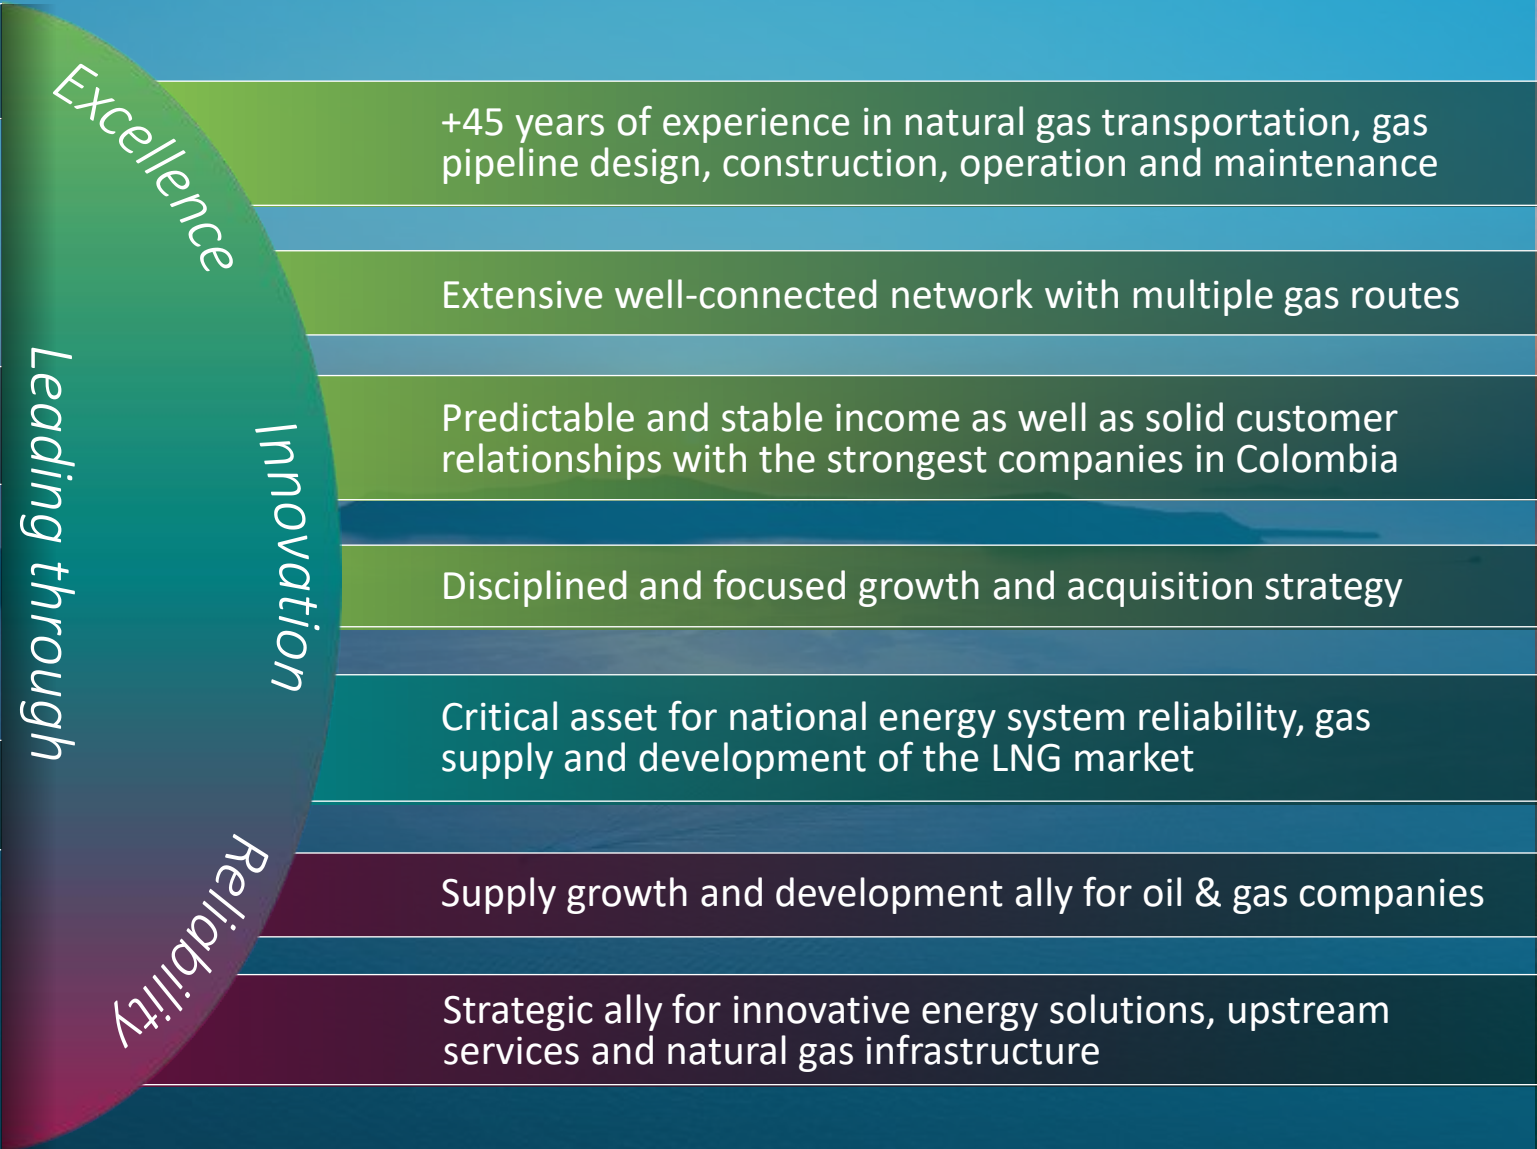 Leading through
Excellence
Innovation
Reliability
+45 years of experience in natural gas transportation, gas
pipeline design, construction, operation and maintenance
Extensive well-connected network with multiple gas routes
Predictable and stable income as well as solid customer
relationships with the strongest companies in Colombia
Disciplined and focused growth and acquisition strategy
Critical asset for national energy system reliability, gas
supply and development of the LNG market
Supply growth and development ally for oil & gas companies
Strategic ally for innovative energy solutions, upstream
services and natural gas infrastructure